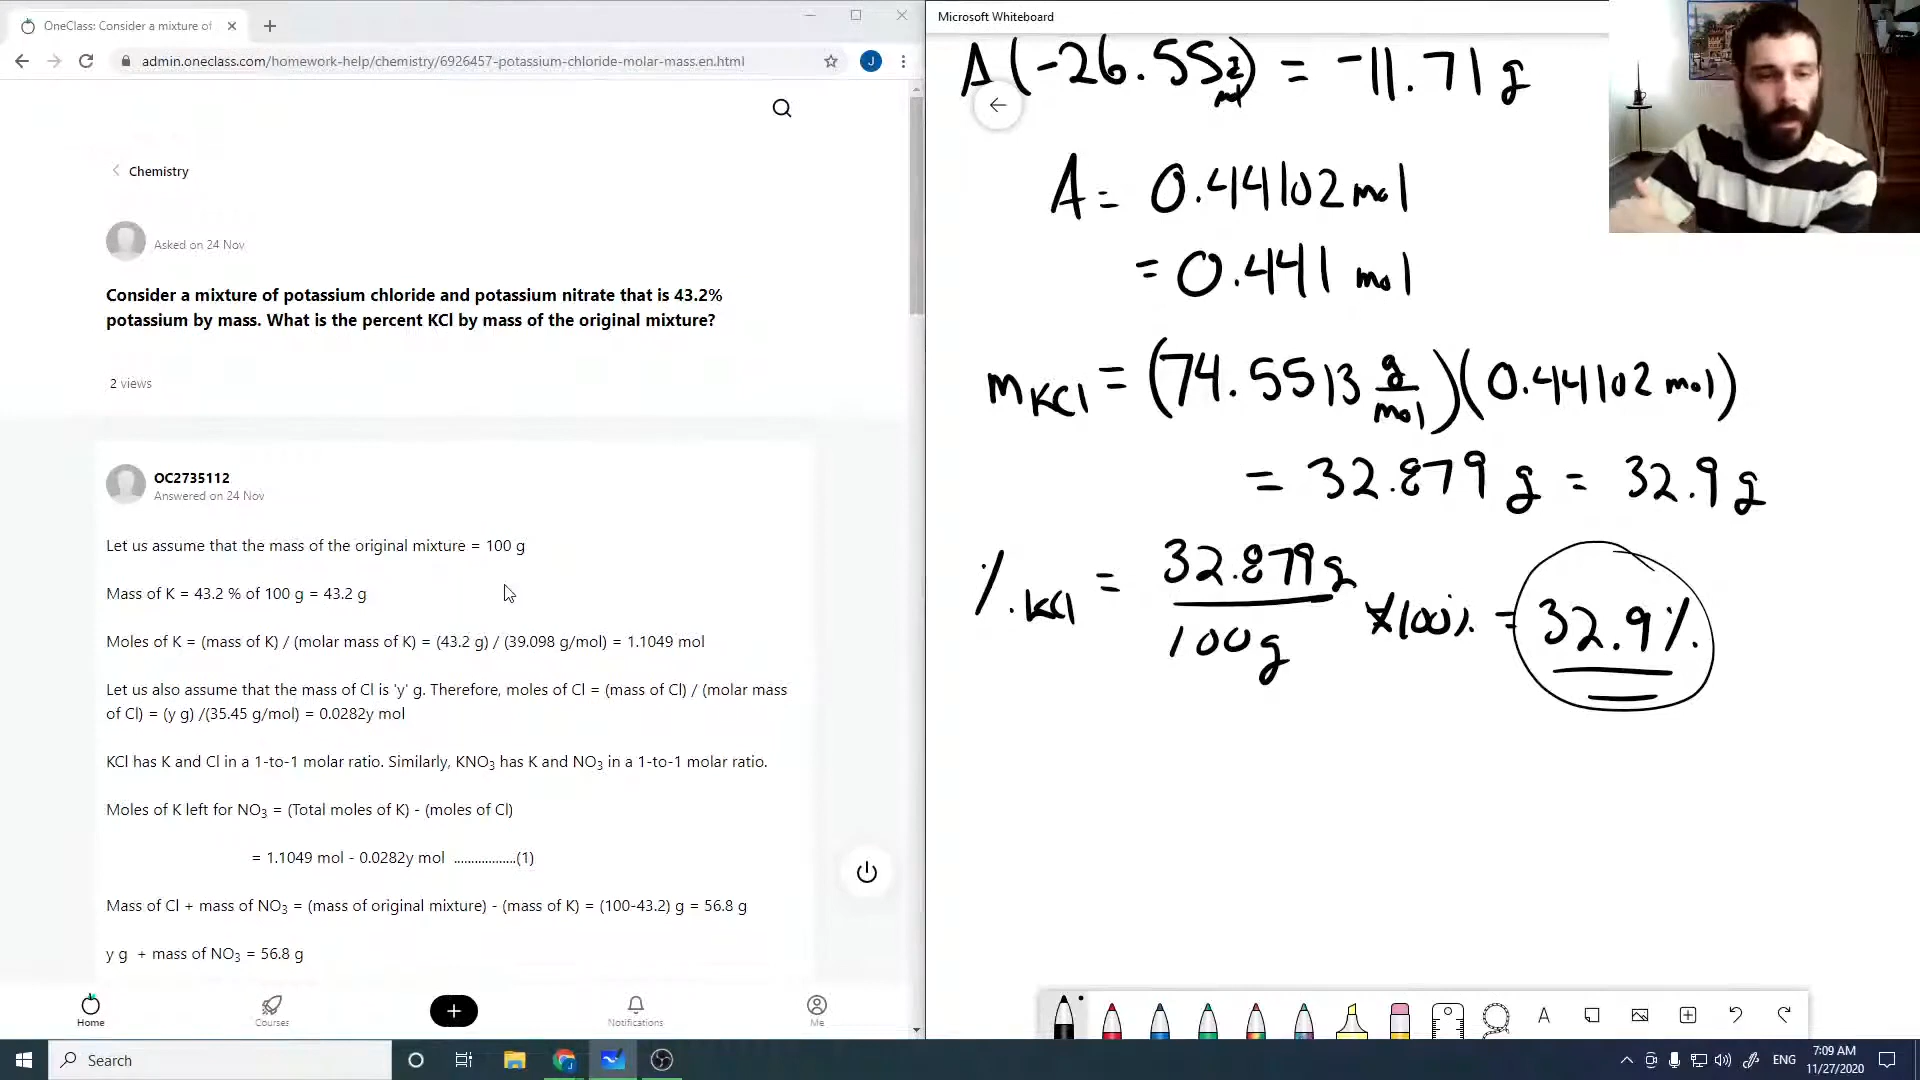 OneClass: Consider a mixture of
Microsoft Whiteboard
admin.oneclass.com/homework-help/chemistry/6926457-potassium-chloride-molar-mass.en.html
J
Chemistry
Asked on 24 Nov
Consider a mixture of potassium chloride and potassium nitrate that is 43.2%
potassium by mass. What is the percent KCl by mass of the original mixture?
2 views
OC2735112
Answered on 24 Nov
Let us assume that the mass of the original mixture = 100 g
Mass of K = 43.2 % of 100 g = 43.2 g
Moles of K = (mass of K) / (molar mass of K) = (43.2 g) / (39.098 g/mol) = 1.1049 mol
Let us also assume that the mass of Cl is 'y' g. Therefore, moles of Cl = (mass of Cl) / (molar mass
of Cl) = (y g) /(35.45 g/mol) = 0.0282y mol
KCl has K and Cl in a 1-to-1 molar ratio. Similarly, KNO₃ has K and NO₃ in a 1-to-1 molar ratio.
Moles of K left for NO₃ = (Total moles of K) - (moles of Cl)
= 1.1049 mol - 0.0282y mol ..................(1)
Mass of Cl + mass of NO₃ = (mass of original mixture) - (mass of K) = (100-43.2) g = 56.8 g
y g + mass of NO₃ = 56.8 g
Home
Courses
Notifications
Me
A(-26.552 g/mol) = -11.71 g
A = 0.44102 mol
= 0.441 mol
mKCl = (74.5513 g/mol)(0.44102 mol)
= 32.879 g = 32.9 g
%.KCl = 32.879g/100g x100% = 32.9%
A
Search
ENG
7:09 AM
11/27/2020